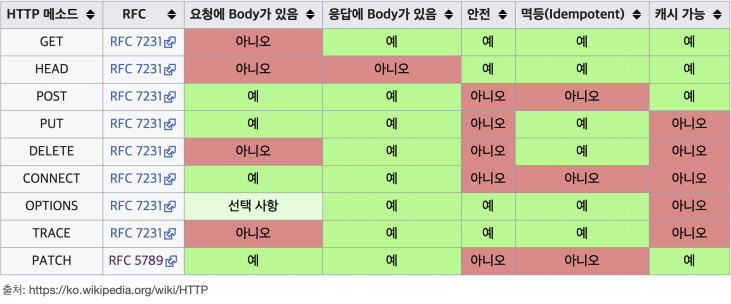 HTTP 메소드 RFC 요청에 Body가 있음 응답에 Body가 있음 안전 멱등(Idempotent) 캐시 가능
GET RFC 7231 아니오 예 예 예 예
HEAD RFC 7231 아니오 아니오 예 예 예
POST RFC 7231 예 예 아니오 아니오 예
PUT RFC 7231 예 예 아니오 예 아니오
DELETE RFC 7231 아니오 예 아니오 예 아니오
CONNECT RFC 7231 예 예 아니오 아니오 아니오
OPTIONS RFC 7231 선택 사항 예 예 예 아니오
TRACE RFC 7231 아니오 예 예 예 아니오
PATCH RFC 5789 예 예 아니오 아니오 예
출처: https://ko.wikipedia.org/wiki/HTTP